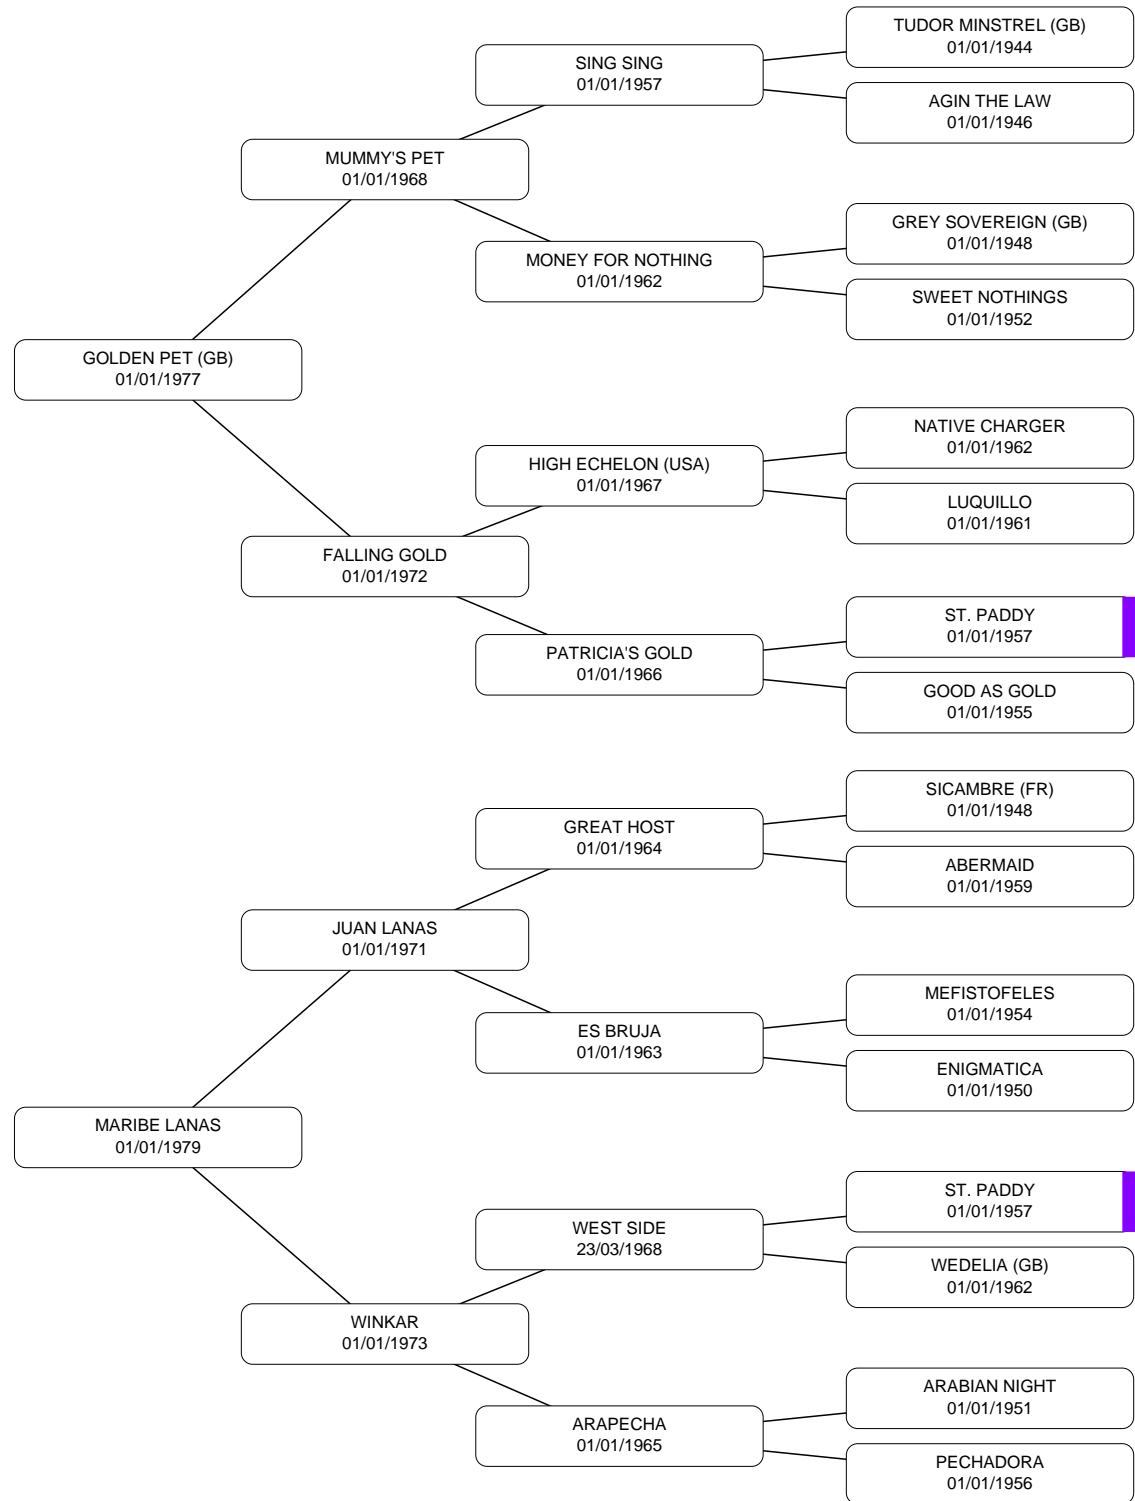 TUDOR MINSTREL (GB)
01/01/1944
SING SING
01/01/1957
AGIN THE LAW
01/01/1946
MUMMY'S PET
01/01/1968
GREY SOVEREIGN (GB)
01/01/1948
MONEY FOR NOTHING
01/01/1962
SWEET NOTHINGS
01/01/1952
GOLDEN PET (GB)
01/01/1977
NATIVE CHARGER
01/01/1962
HIGH ECHELON (USA)
01/01/1967
LUQUILLO
01/01/1961
FALLING GOLD
01/01/1972
ST. PADDY
01/01/1957
PATRICIA'S GOLD
01/01/1966
GOOD AS GOLD
01/01/1955
SICAMBRE (FR)
01/01/1948
GREAT HOST
01/01/1964
ABERMAID
01/01/1959
JUAN LANAS
01/01/1971
MEFISTOFELES
01/01/1954
ES BRUJA
01/01/1963
ENIGMATICA
01/01/1950
MARIBE LANAS
01/01/1979
ST. PADDY
01/01/1957
WEST SIDE
23/03/1968
WEDELIA (GB)
01/01/1962
WINKAR
01/01/1973
ARABIAN NIGHT
01/01/1951
ARAPECHA
01/01/1965
PECHADORA
01/01/1956